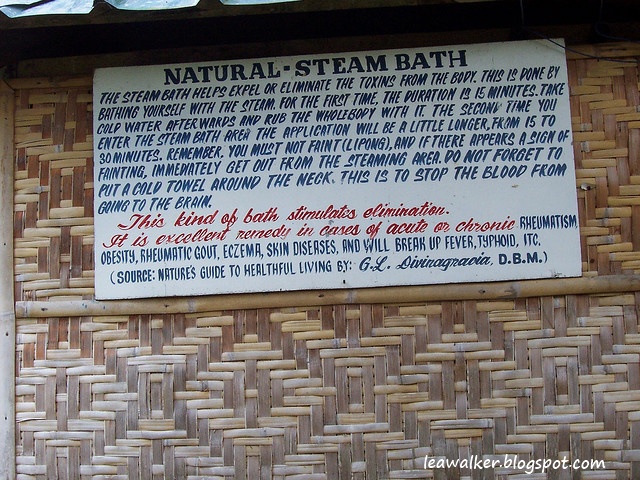 NATURAL-STEAM BATH
THE STEAM BATH HELPS EXPEL OR ELIMINATE THE TOXINS FROM THE BODY. THIS IS DONE BY
BATHING YOURSELF WITH THE STEAM. FOR THE FIRST TIME, THE DURATION IS 15 MINUTES. TAKE
COLD WATER AFTERWARDS AND RUB THE WHOLEBODY WITH IT. THE SECOND TIME YOU
ENTER THE STEAM BATH AREA THE APPLICATION WILL BE A LITTLE LONGER, FROM 15 TO
30 MINUTES. REMEMBER, YOU MUST NOT FAINT (LIPONG), AND IF THERE APPEARS A SIGN OF
FAINTING, IMMEDIATELY GET OUT FROM THE STEAMING AREA. DO NOT FORGET TO
PUT A COLD TOWEL AROUND THE NECK. THIS IS TO STOP THE BLOOD FROM
GOING TO THE BRAIN.
This kind of bath stimulates elimination.
It is excellent remedy in cases of acute or chronic RHEUMATISM,
OBESITY, RHEUMATIC GOUT, ECZEMA, SKIN DISEASES, AND WILL BREAK UP FEVER, TYPHOID, ITC.
(SOURCE: NATURE'S GUIDE TO HEALTHFUL LIVING BY: G.L. Divinagracia, D.B.M.)
leawalker.blogspot.com